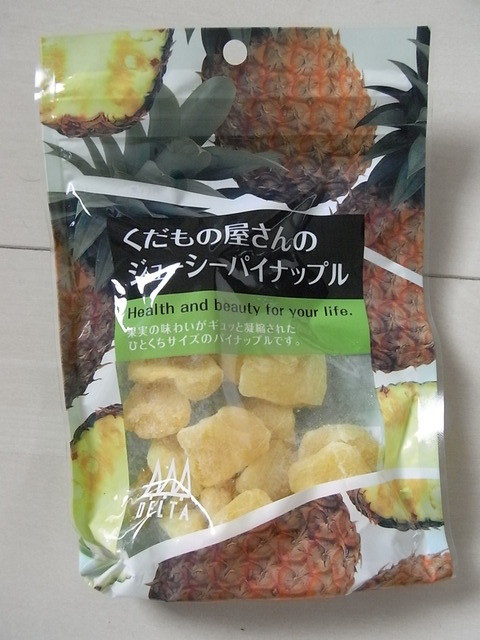 くだもの屋さんの
ジューシーパイナップル
Health and beauty for your life.
果実の味わいがギュッと凝縮された
ひとくちサイズのパイナップルです。
DELTA